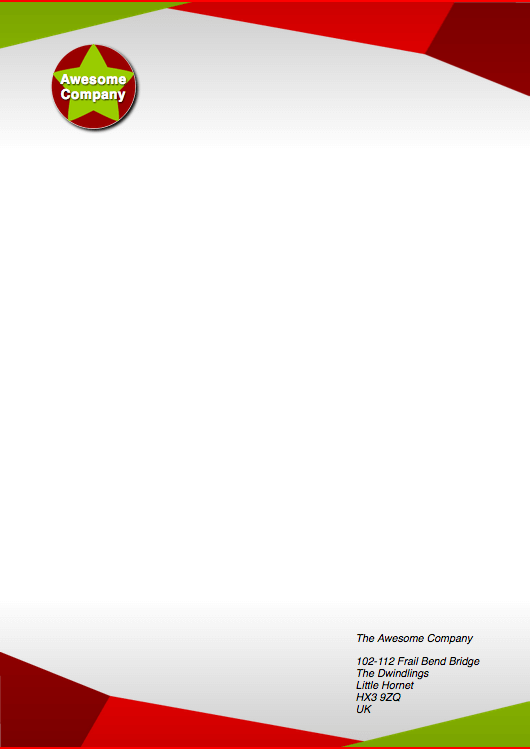 Awesome
Company
The Awesome Company
102-112 Frail Bend Bridge
The Dwindlings
Little Hornet
HX3 9ZQ
UK